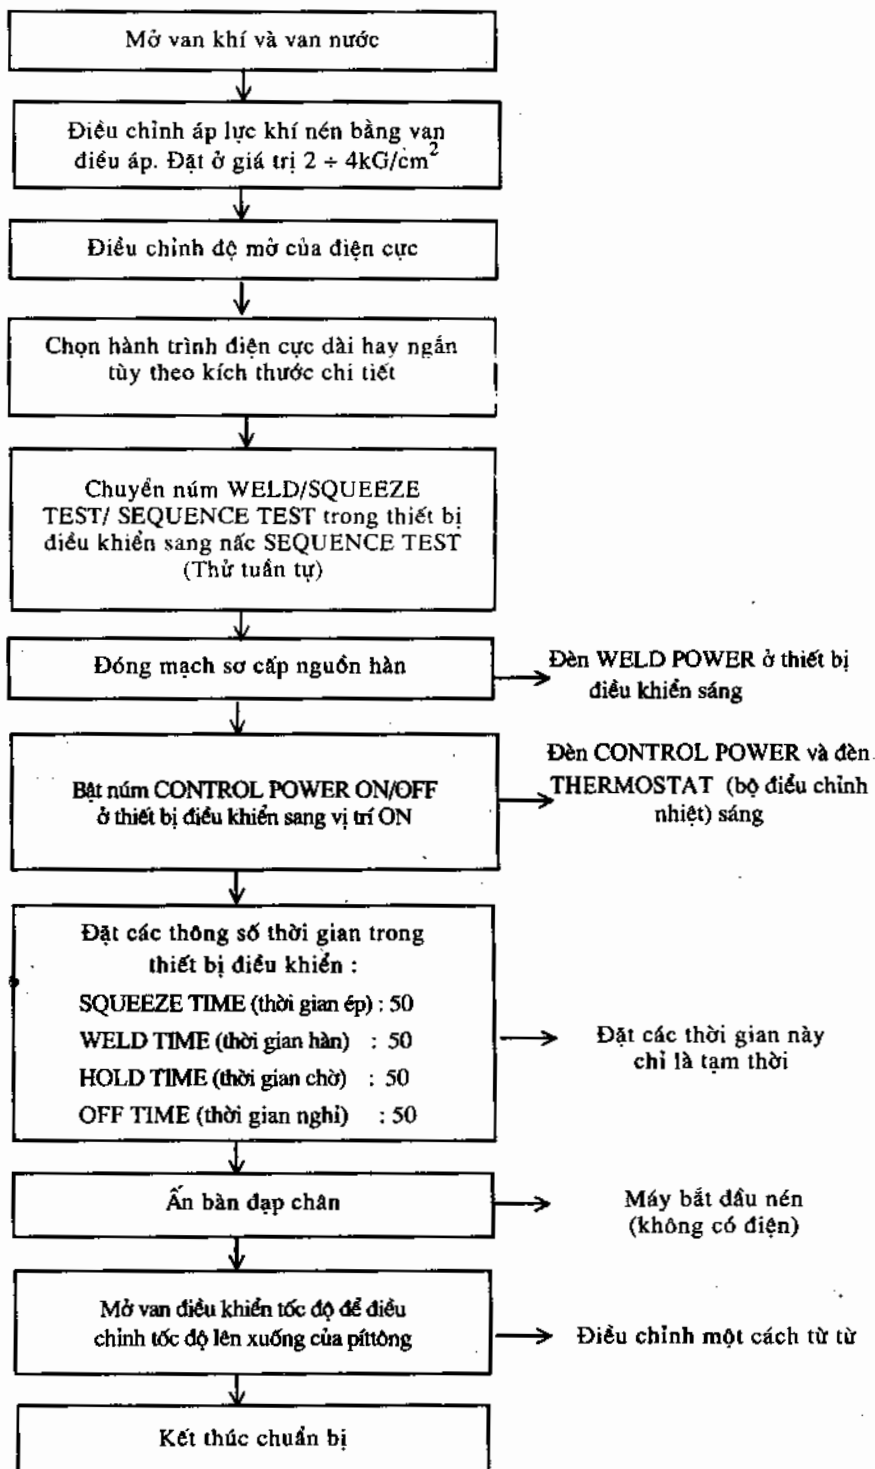 Mở van khí và van nước
Điều chỉnh áp lực khí nén bằng van
điều áp. Đặt ở giá trị 2 ÷ 4kG/cm²
Điều chỉnh độ mở của điện cực
Chọn hành trình điện cực dài hay ngắn
tùy theo kích thước chi tiết
Chuyển núm WELD/SQUEEZE
TEST/ SEQUENCE TEST trong thiết bị
điều khiển sang nấc SEQUENCE TEST
(Thử tuần tự)
Đóng mạch sơ cấp nguồn hàn
Đèn WELD POWER ở thiết bị
điều khiển sáng
Bật núm CONTROL POWER ON/OFF
ở thiết bị điều khiển sang vị trí ON
Đèn CONTROL POWER và đèn
THERMOSTAT (bộ điều chỉnh
nhiệt) sáng
Đặt các thông số thời gian trong
thiết bị điều khiển :
SQUEEZE TIME (thời gian ép) : 50
WELD TIME (thời gian hàn) : 50
HOLD TIME (thời gian chờ) : 50
OFF TIME (thời gian nghỉ) : 50
Đặt các thời gian này
chỉ là tạm thời
Ấn bàn đạp chân
Máy bắt đầu nén
(không có điện)
Mở van điều khiển tốc độ để điều
chỉnh tốc độ lên xuống của píttông
Điều chỉnh một cách từ từ
Kết thúc chuẩn bị